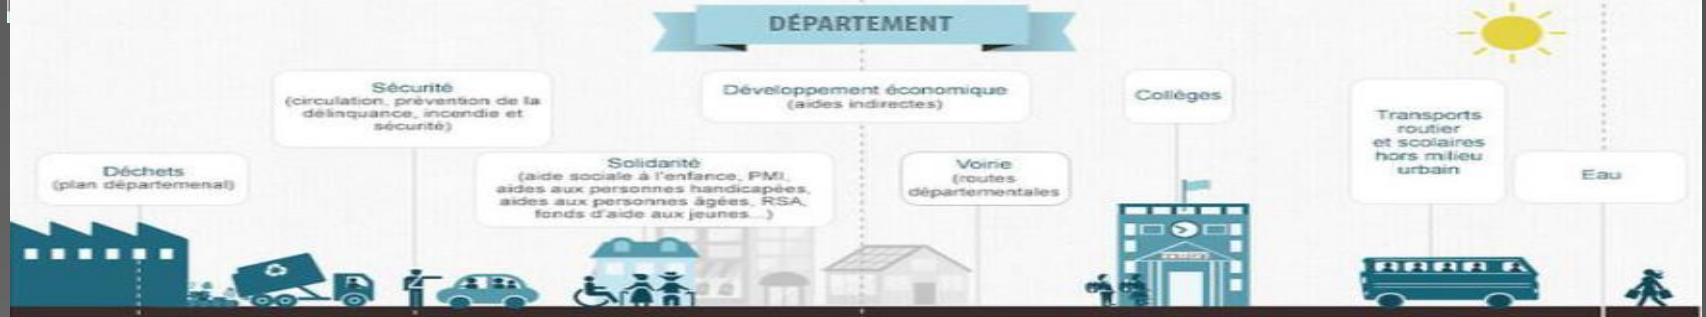 DÉPARTEMENT
Sécurité
(circulation, prévention de la
délinquance, incendie et
sécurité)
Développement économique
(aides indirectes)
Collèges
Transports
routier
et scolaires
hors milieu
urbain
Déchets
(plan départemenal)
Solidarité
(aide sociale à l'enfance, PMI,
aides aux personnes handicapées,
aides aux personnes âgées, RSA,
fonds d'aide aux jeunes...)
Voirie
(routes
départementales
Eau